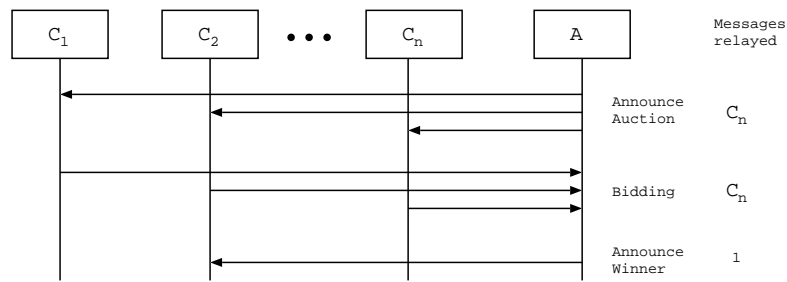 C₁ C₂ ••• Cₙ A Messages
relayed
Announce
Auction Cₙ
Bidding Cₙ
Announce 1
Winner